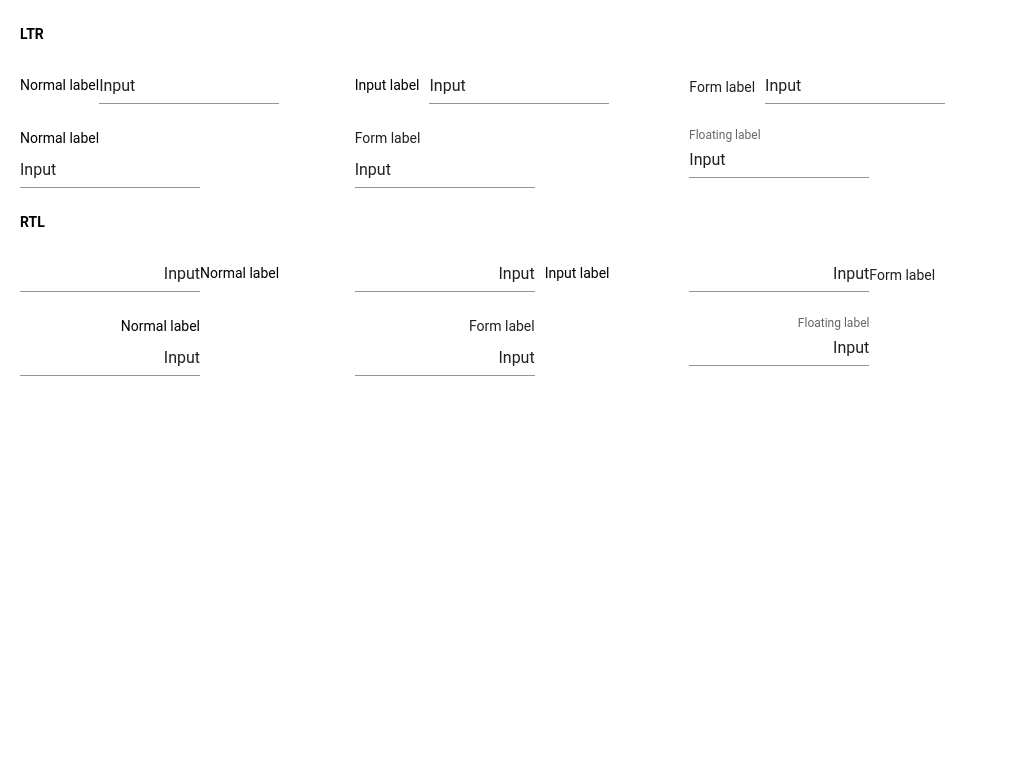 LTR
Normal labelInput Input label Input Form label Input
Normal label Form label Floating label
Input Input Input
RTL
InputNormal label Input Input label InputForm label
Normal label Form label Floating label
Input Input Input